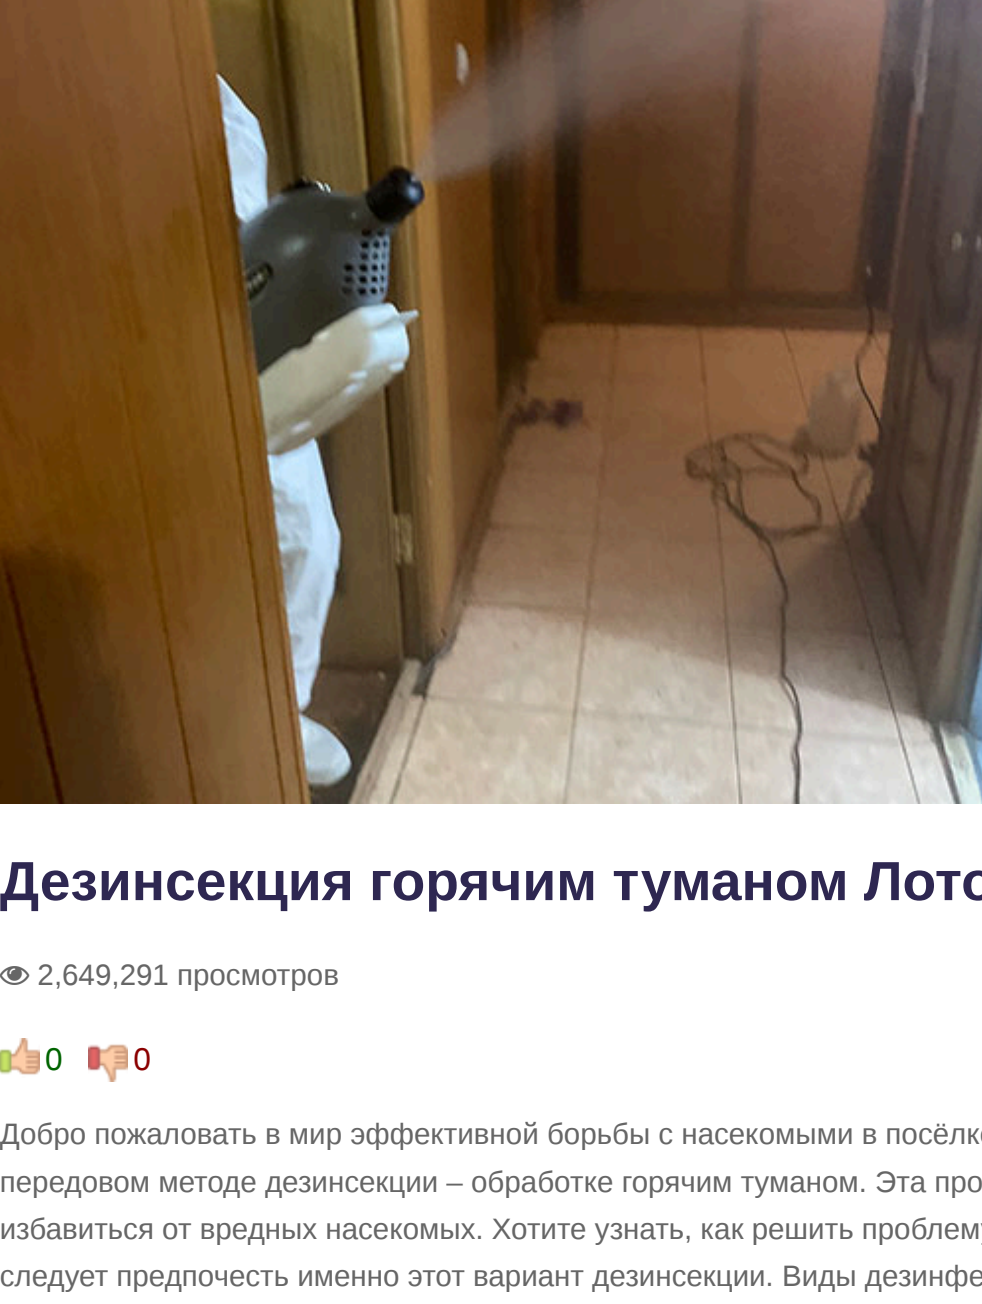 Дезинсекция горячим туманом
2,649,291 просмотров
0 0
Добро пожаловать в мир эффективной борьбы с насекомыми в
передовом методе дезинсекции – обработке горячим туманом. Эта
избавиться от вредных насекомых. Хотите узнать, как решить
следует предпочесть именно этот вариант дезинсекции. Виды